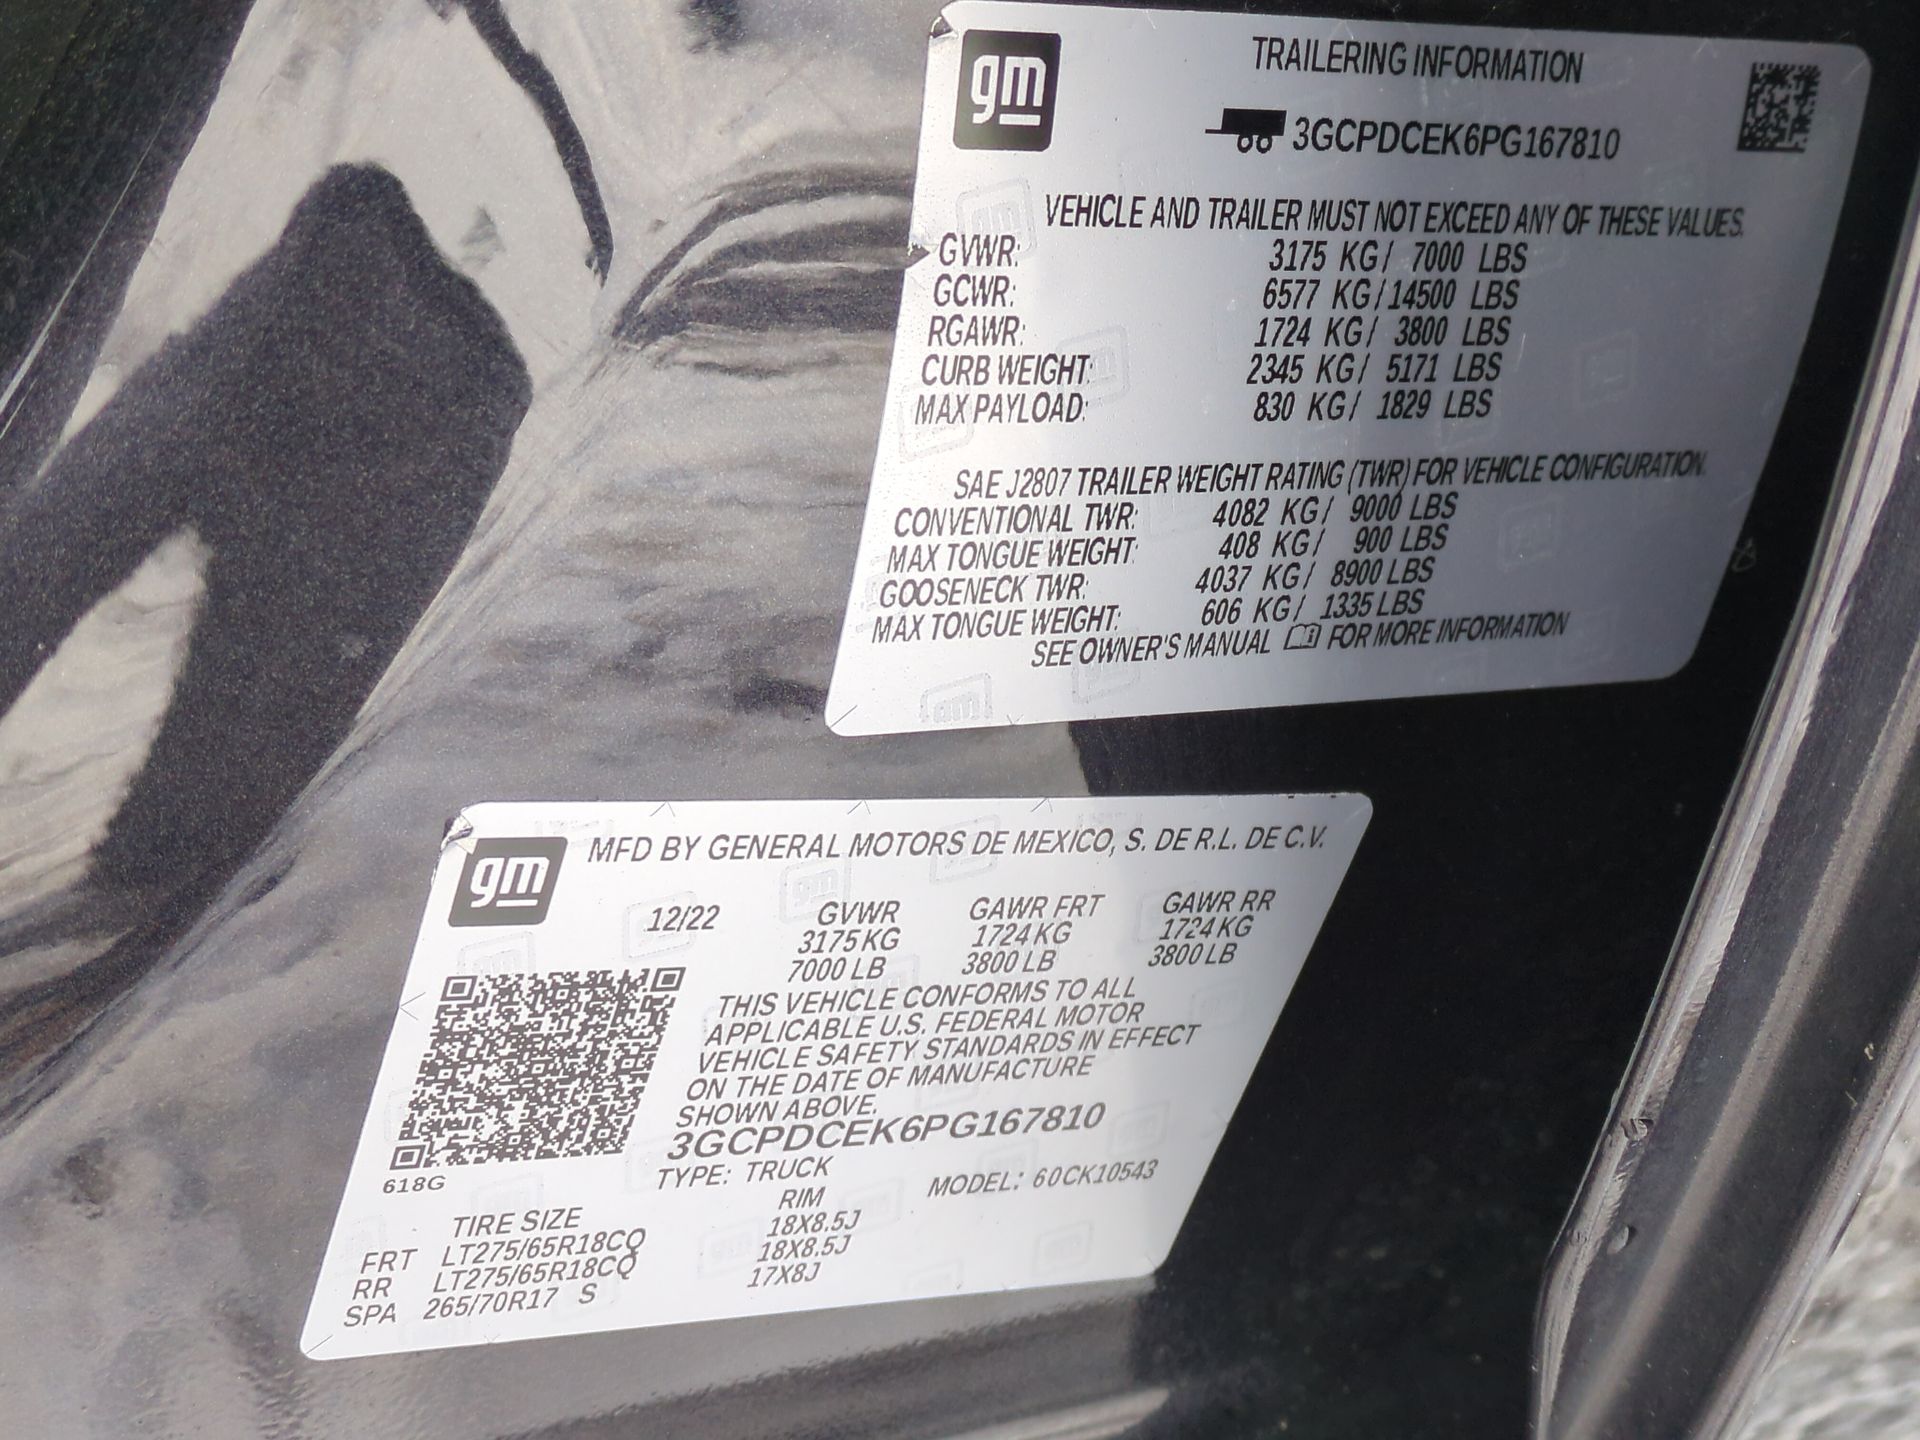 gm
TRAILERING INFORMATION
3GCPDCEK6PG167810
VEHICLE AND TRAILER MUST NOT EXCEED ANY OF THESE VALUES.
GVWR: 3175 KG / 7000 LBS
GCWR: 6577 KG / 14500 LBS
RGAWR: 1724 KG / 3800 LBS
CURB WEIGHT: 2345 KG / 5171 LBS
MAX PAYLOAD: 830 KG / 1829 LBS
SAE J2807 TRAILER WEIGHT RATING (TWR) FOR VEHICLE CONFIGURATION.
CONVENTIONAL TWR: 4082 KG / 9000 LBS
MAX TONGUE WEIGHT: 408 KG / 900 LBS
GOOSENECK TWR: 4037 KG / 8900 LBS
MAX TONGUE WEIGHT: 606 KG / 1335 LBS
SEE OWNER'S MANUAL FOR MORE INFORMATION
gm
MFD BY GENERAL MOTORS DE MEXICO, S. DE R.L. DE C.V.
12/22 GVWR GAWR FRT GAWR RR
3175 KG 1724 KG 1724 KG
7000 LB 3800 LB 3800 LB
THIS VEHICLE CONFORMS TO ALL
APPLICABLE U.S. FEDERAL MOTOR
VEHICLE SAFETY STANDARDS IN EFFECT
ON THE DATE OF MANUFACTURE
SHOWN ABOVE.
3GCPDCEK6PG167810
618G
TYPE: TRUCK MODEL: 60CK10543
TIRE SIZE RIM
FRT LT275/65R18CQ 18X8.5J
RR LT275/65R18CQ 18X8.5J
SPA 265/70R17 S 17X8J